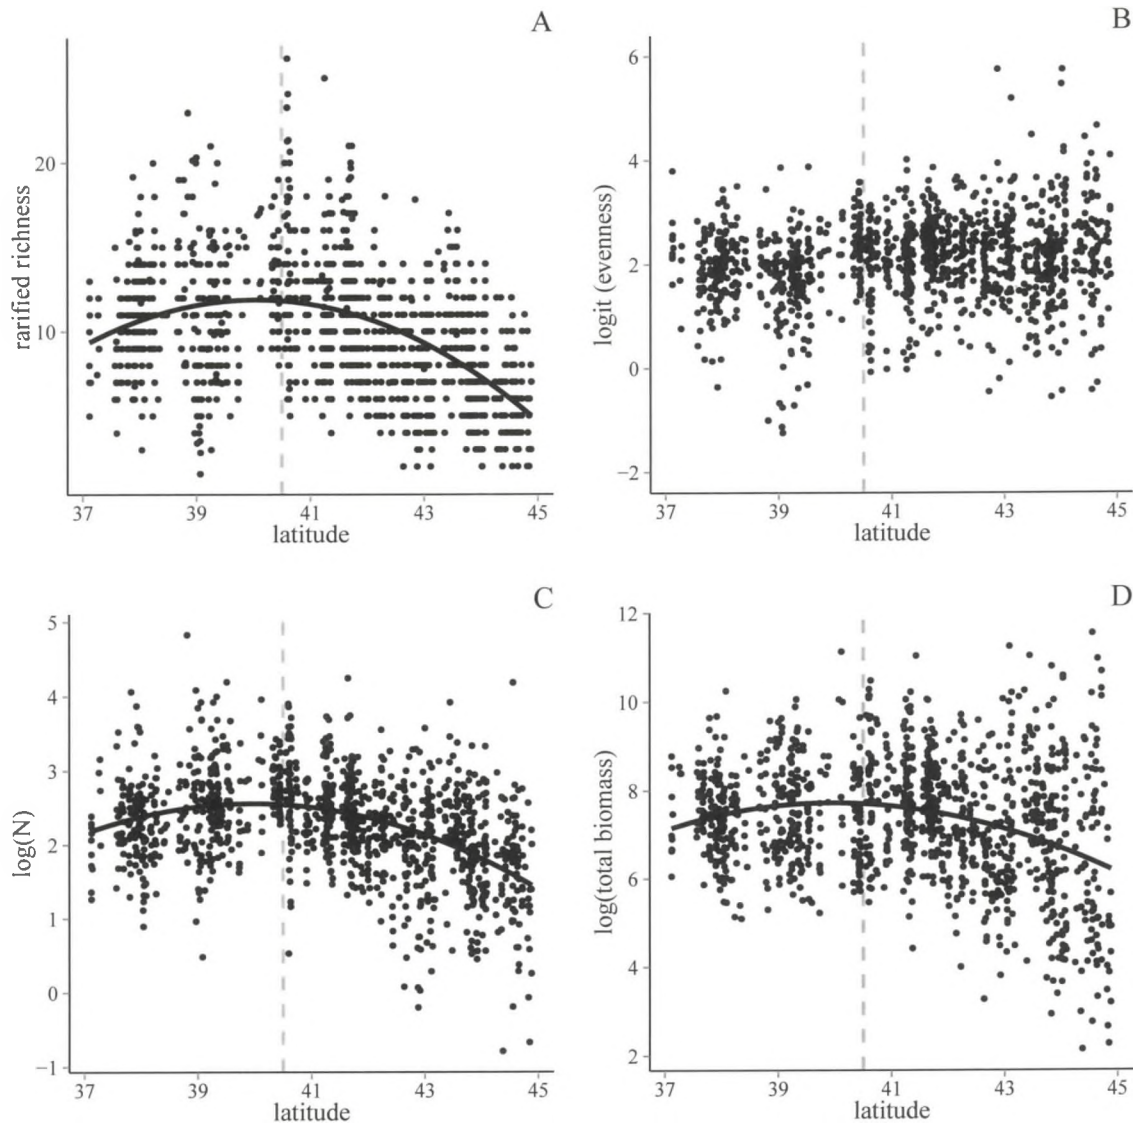 A
rarified richness
20
10
37 39 41 43 45
latitude
B
logit (evenness)
6
4
2
0
−2
37 39 41 43 45
latitude
C
log(N)
5
4
3
2
1
0
−1
37 39 41 43 45
latitude
D
log(total biomass)
12
10
8
6
4
2
37 39 41 43 45
latitude